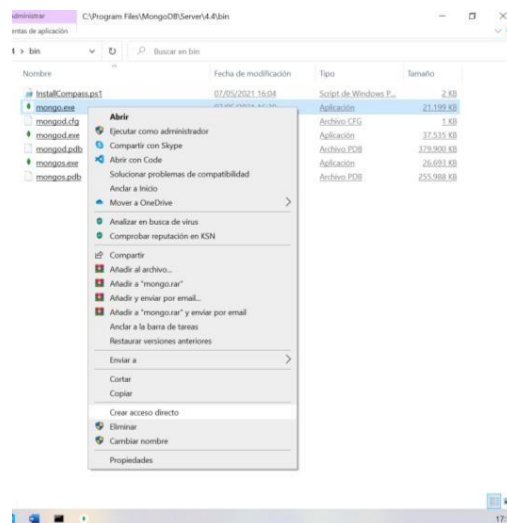 administrar
C:\Program Files\MongoDB\Server\4.4\bin
entas de aplicación
bin
Buscar en bin
Nombre Fecha de modificación Tipo Tamaño
InstallCompass.ps1 07/05/2021 16:04 Script de Windows P... 2 KB
mongo.exe Aplicación 21.199 KB
mongod.cfg Archivo CFG 1 KB
mongod.exe Aplicación 37.535 KB
mongod.pdb Archivo PDB 379.900 KB
mongos.exe Aplicación 26.693 KB
mongos.pdb Archivo PDB 255.988 KB
Abrir
Ejecutar como administrador
Compartir con Skype
Abrir con Code
Solucionar problemas de compatibilidad
Anclar a Inicio
Mover a OneDrive
Analizar en busca de virus
Comprobar reputación en KSN
Compartir
Añadir al archivo...
Añadir a "mongo.rar"
Añadir y enviar por email...
Añadir a "mongo.rar" y enviar por email
Anclar a la barra de tareas
Restaurar versiones anteriores
Enviar a
Cortar
Copiar
Crear acceso directo
Eliminar
Cambiar nombre
Propiedades